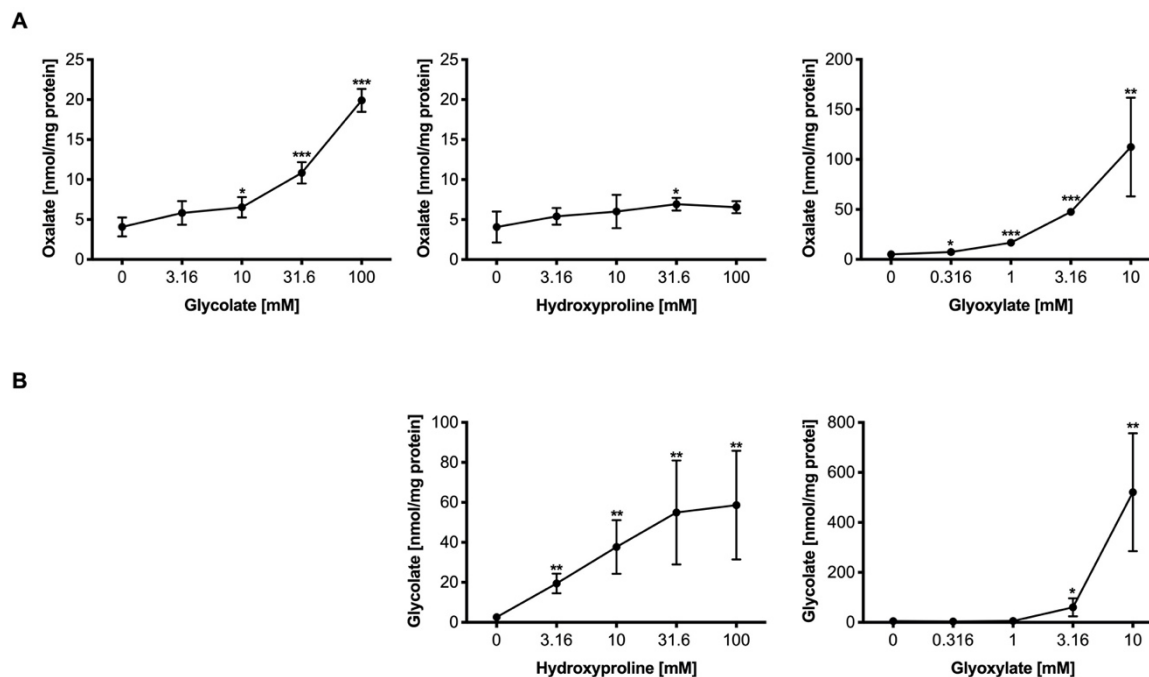 A
Oxalate [nmol/mg protein]
25
20
15
10
5
0
***
***
*
0 3.16 10 31.6 100
Glycolate [mM]
Oxalate [nmol/mg protein]
25
20
15
10
5
0
*
0 3.16 10 31.6 100
Hydroxyproline [mM]
Oxalate [nmol/mg protein]
200
150
100
50
0
**
***
***
*
0 0.316 1 3.16 10
Glyoxylate [mM]
B
Glycolate [nmol/mg protein]
100
80
60
40
20
0
**
**
**
**
0 3.16 10 31.6 100
Hydroxyproline [mM]
Glycolate [nmol/mg protei]
800
600
400
200
0
**
*
0 0.316 1 3.16 10
Glyoxylate [mM]